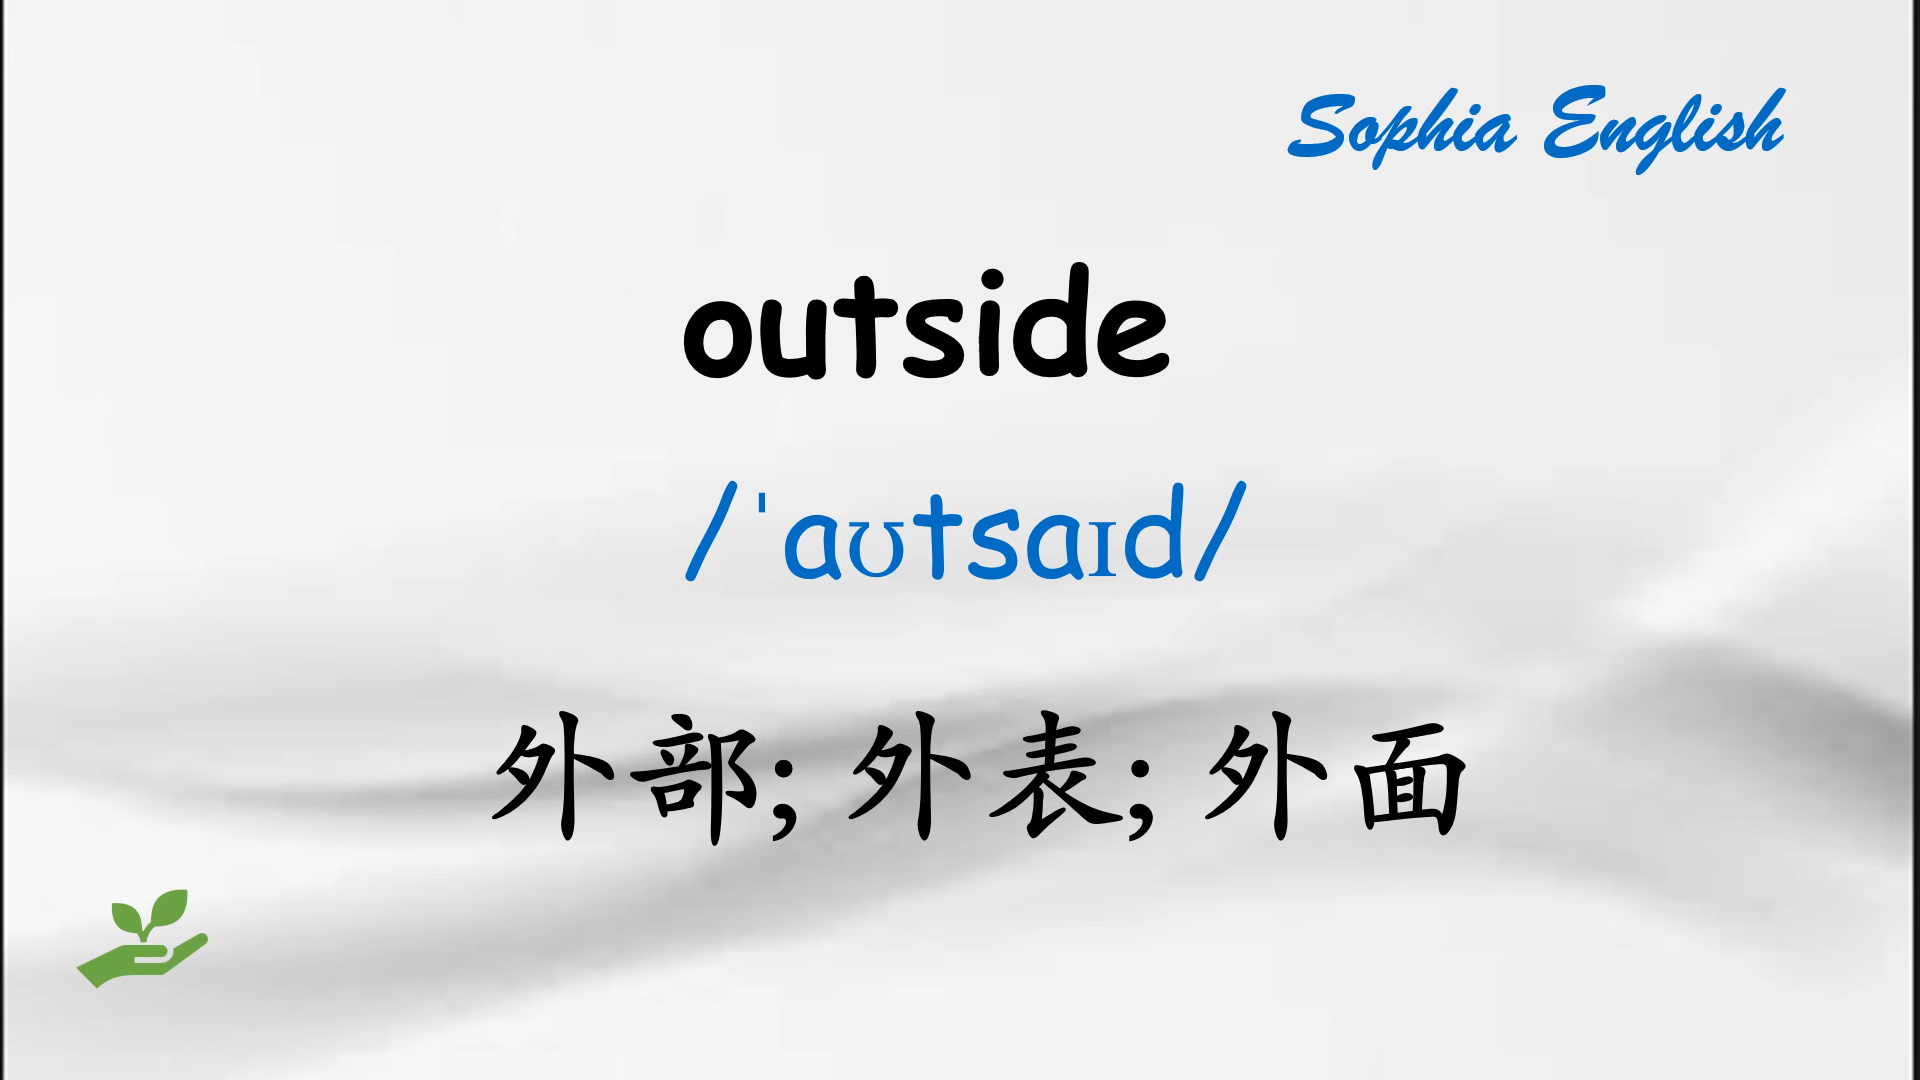 Sophia English
outside
/ˈaʊtsaɪd/
外部; 外表; 外面